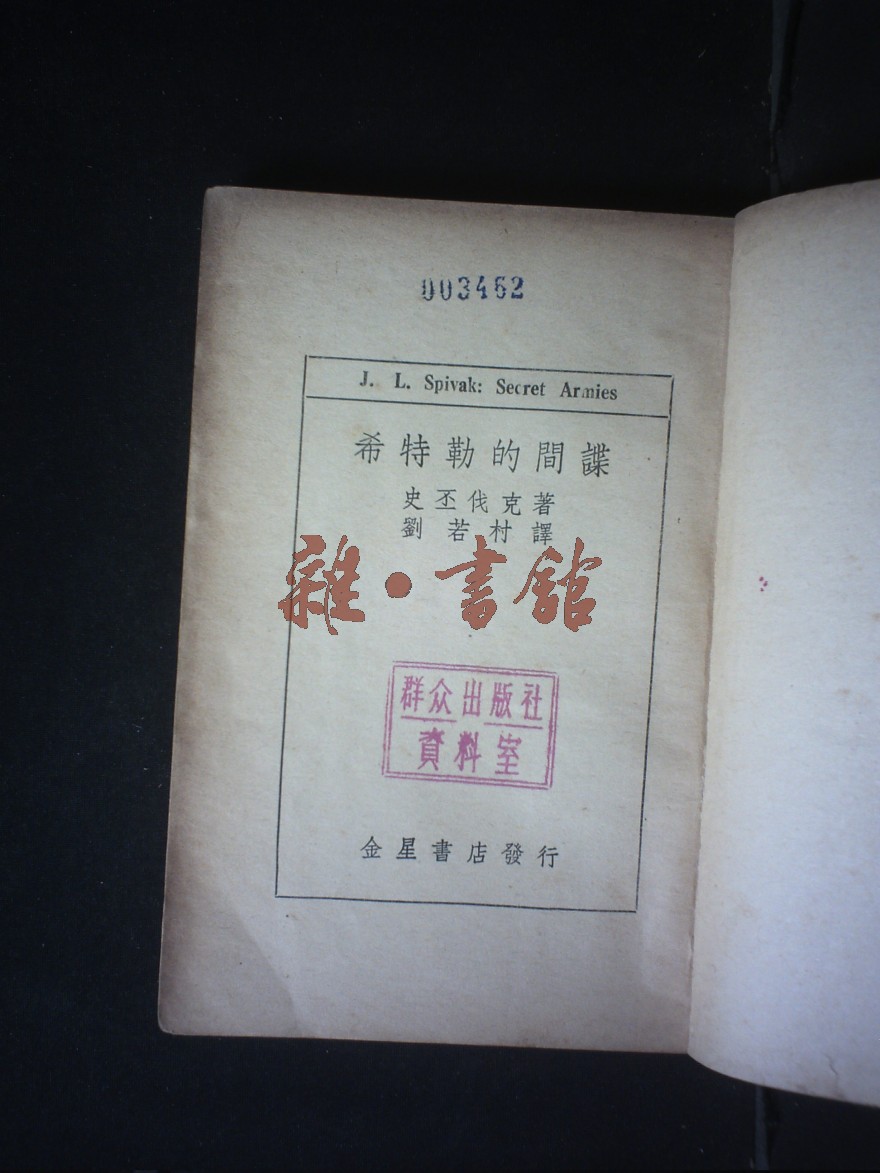 003462
J. L. Spivak: Secret Armies
希特勒的間諜
史丕伐克著
劉若村譯
雜·書館
群众出版社
資料室
金星書店發行